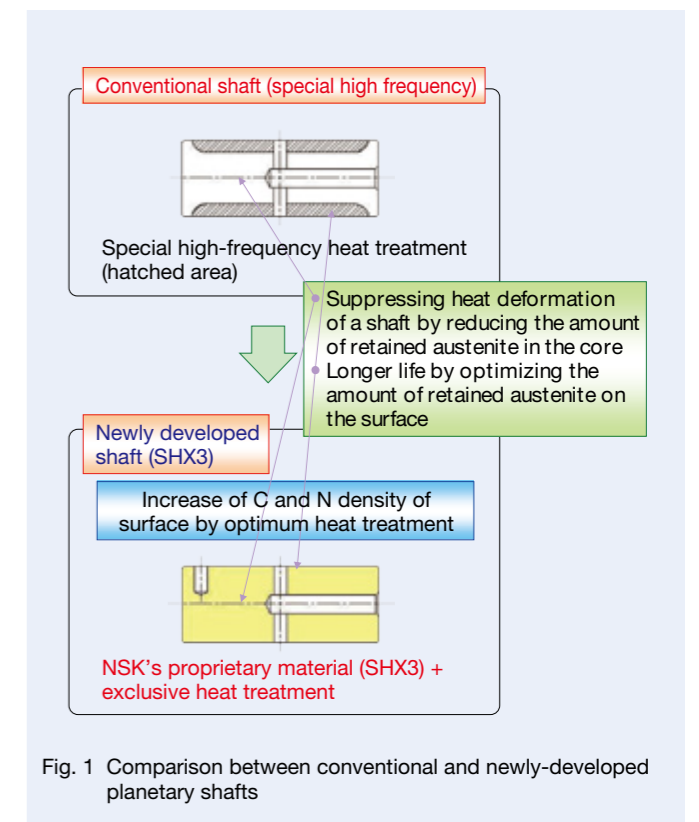 Conventional shaft (special high frequency)
Special high-frequency heat treatment
(hatched area)
Suppressing heat deformation
of a shaft by reducing the amount
of retained austenite in the core
Longer life by optimizing the
amount of retained austenite on
the surface
Newly developed
shaft (SHX3)
Increase of C and N density of
surface by optimum heat treatment
NSK's proprietary material (SHX3) +
exclusive heat treatment
Fig. 1 Comparison between conventional and newly-developed
planetary shafts